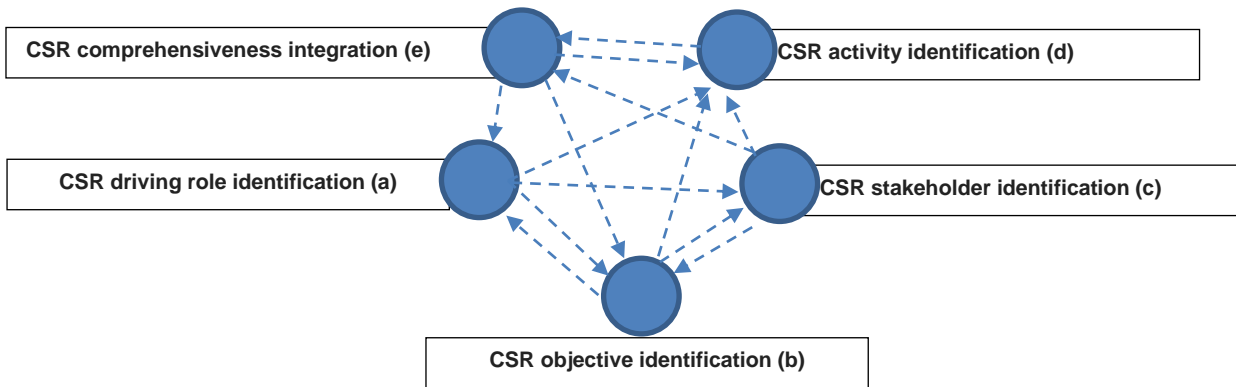 CSR comprehensiveness integration (e)
CSR activity identification (d)
CSR driving role identification (a)
CSR stakeholder identification (c)
CSR objective identification (b)